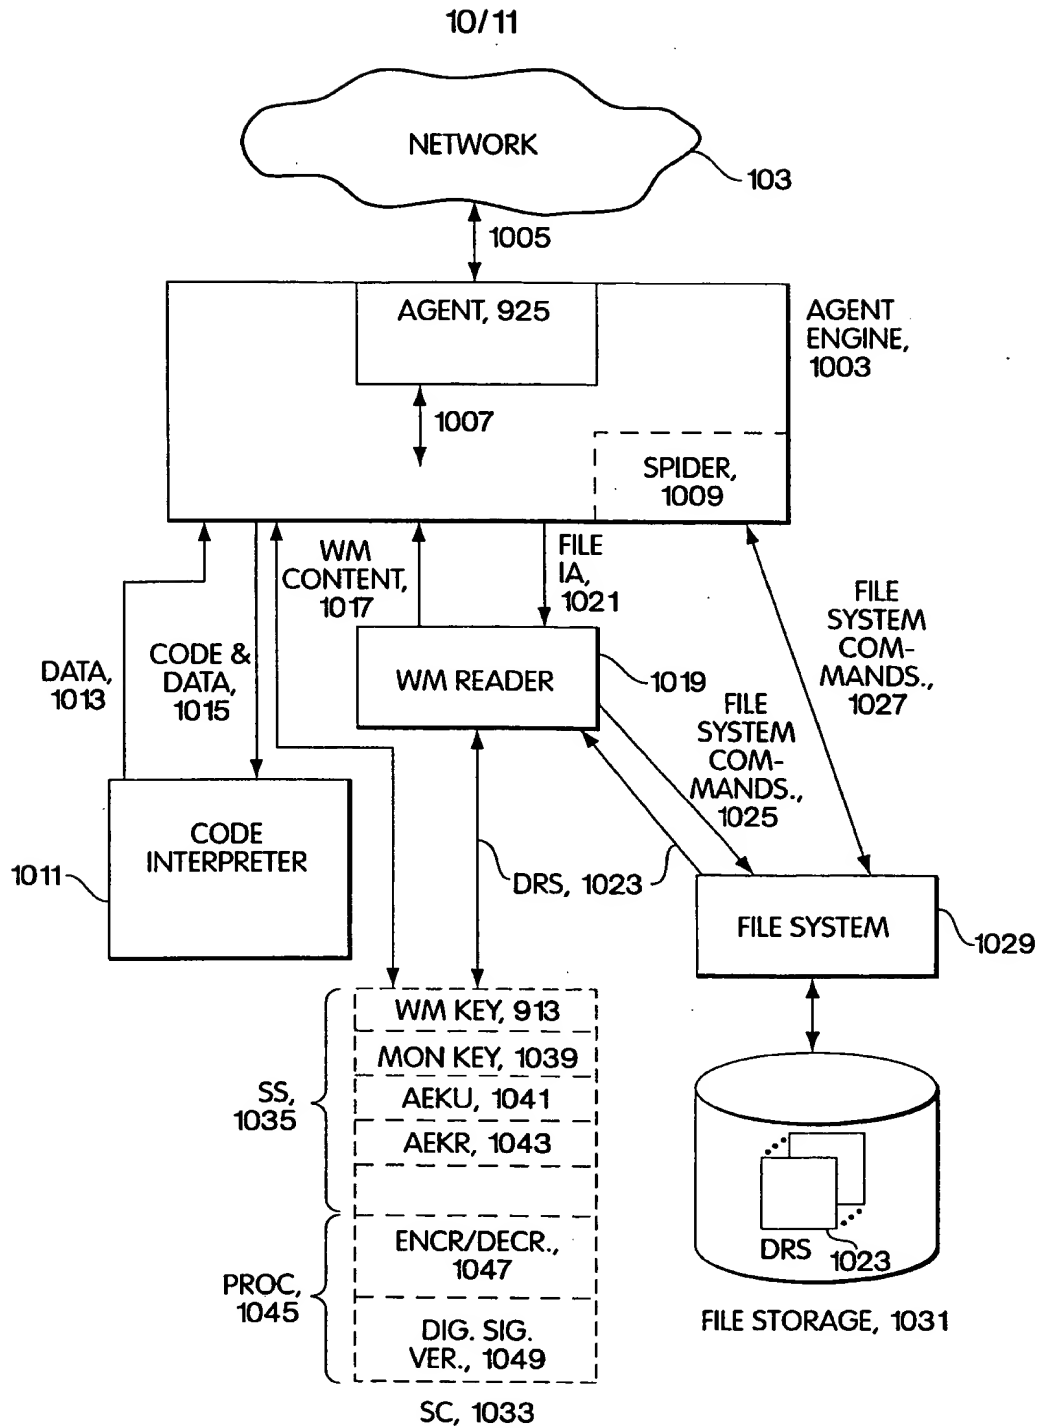 10/11
NETWORK
103
1005
AGENT, 925
AGENT
ENGINE,
1003
1007
SPIDER,
1009
WM
CONTENT,
1017
FILE
IA,
1021
FILE
SYSTEM
COM-
MANDS.,
1027
DATA,
1013
CODE &
DATA,
1015
WM READER
1019
FILE
SYSTEM
COM-
MANDS.,
1025
CODE
INTERPRETER
1011
DRS, 1023
FILE SYSTEM
1029
WM KEY, 913
MON KEY, 1039
AEKU, 1041
AEKR, 1043
SS,
1035
ENCR/DECR.,
1047
PROC,
1045
DIG. SIG.
VER., 1049
SC, 1033
DRS
1023
FILE STORAGE, 1031